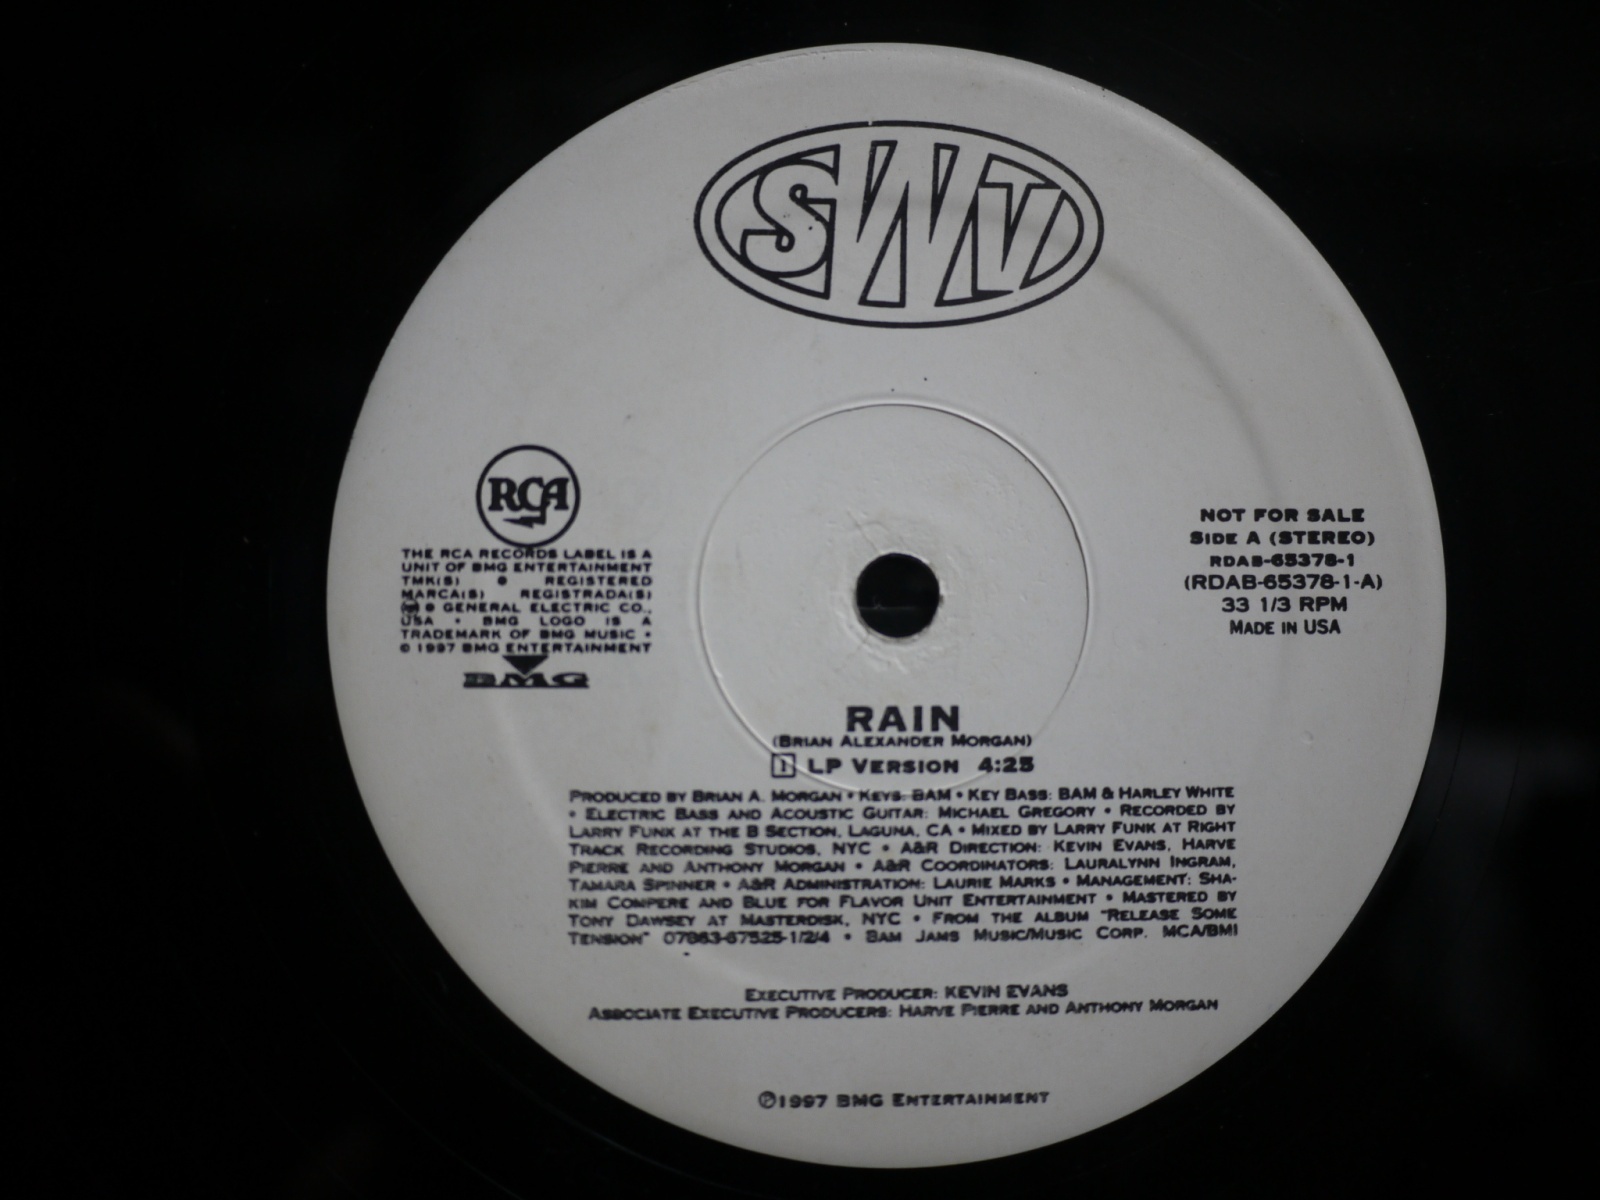 SWV
RCA
THE RCA RECORDS LABEL IS A
UNIT OF BMG ENTERTAINMENT
TMK(S) ® REGISTERED
MARCA(S) REGISTRADA(S)
® GENERAL ELECTRIC CO.,
USA • BMG LOGO IS A
TRADEMARK OF BMG MUSIC •
© 1997 BMG ENTERTAINMENT
BMG
NOT FOR SALE
SIDE A (STEREO)
RDAB-65378-1
(RDAB-65378-1-A)
33 1/3 RPM
MADE IN USA
RAIN
(BRIAN ALEXANDER MORGAN)
1 LP VERSION 4:25
PRODUCED BY BRIAN A. MORGAN • KEYS: BAM • KEY BASS: BAM & HARLEY WHITE
• ELECTRIC BASS AND ACOUSTIC GUITAR: MICHAEL GREGORY • RECORDED BY
LARRY FUNK AT THE B SECTION, LAGUNA, CA • MIXED BY LARRY FUNK AT RIGHT
TRACK RECORDING STUDIOS, NYC • A&R DIRECTION: KEVIN EVANS, HARVE
PIERRE AND ANTHONY MORGAN • A&R COORDINATORS: LAURALYNN INGRAM,
TAMARA SPINNER • A&R ADMINISTRATION: LAURIE MARKS • MANAGEMENT: SHA-
KIM COMPERE AND BLUE FOR FLAVOR UNIT ENTERTAINMENT • MASTERED BY
TONY DAWSEY AT MASTERDISK, NYC • FROM THE ALBUM "RELEASE SOME
TENSION" 07863-67525-1/2/4 • BAM JAMS MUSIC/MUSIC CORP. MCA/BMI
EXECUTIVE PRODUCER: KEVIN EVANS
ASSOCIATE EXECUTIVE PRODUCERS: HARVE PIERRE AND ANTHONY MORGAN
℗1997 BMG ENTERTAINMENT